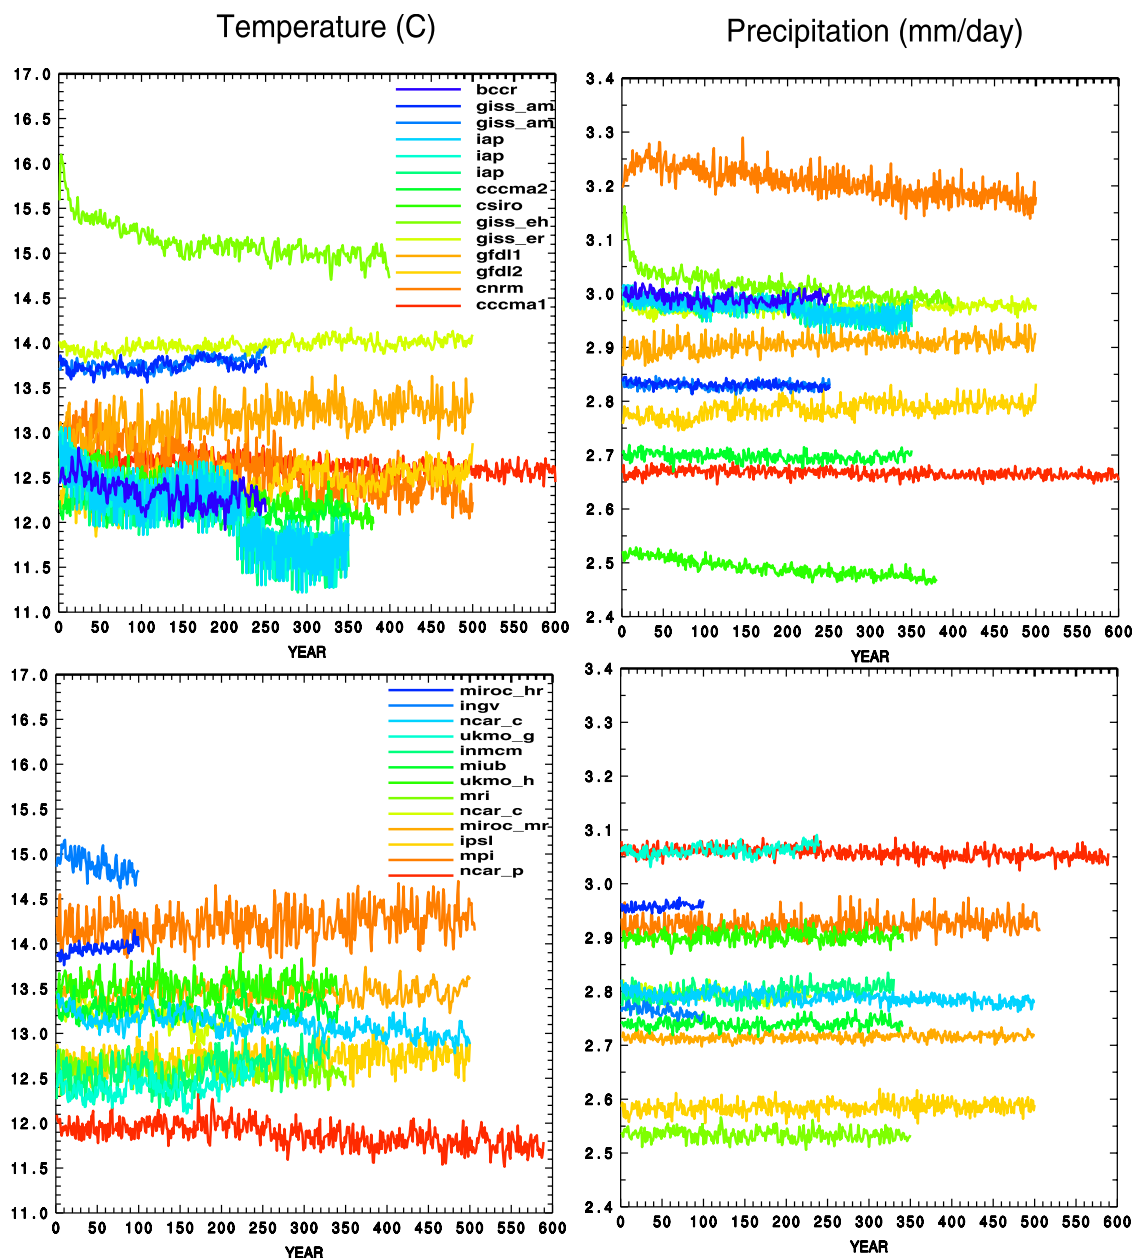 Temperature (C)
Precipitation (mm/day)
17.0
16.5
16.0
15.5
15.0
14.5
14.0
13.5
13.0
12.5
12.0
11.5
11.0
bccr
giss_am
giss_am
iap
iap
iap
cccma2
csiro
giss_eh
giss_er
gfdl1
gfdl2
cnrm
cccma1
0 50 100 150 200 250 300 350 400 450 500 550 600
YEAR
3.4
3.3
3.2
3.1
3.0
2.9
2.8
2.7
2.6
2.5
2.4
0 50 100 150 200 250 300 350 400 450 500 550 600
YEAR
17.0
16.5
16.0
15.5
15.0
14.5
14.0
13.5
13.0
12.5
12.0
11.5
11.0
miroc_hr
ingv
ncar_c
ukmo_g
inmcm
miub
ukmo_h
mri
ncar_c
miroc_mr
ipsl
mpi
ncar_p
0 50 100 150 200 250 300 350 400 450 500 550 600
YEAR
3.4
3.3
3.2
3.1
3.0
2.9
2.8
2.7
2.6
2.5
2.4
0 50 100 150 200 250 300 350 400 450 500 550 600
YEAR